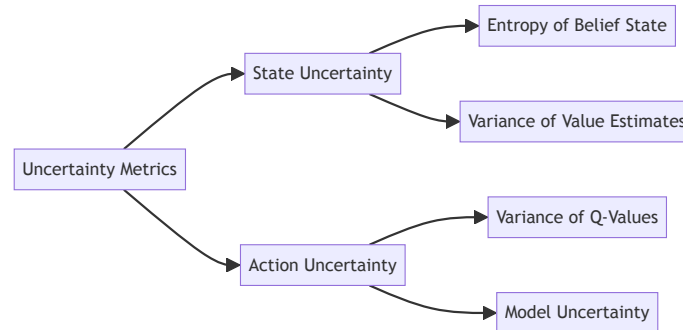 Entropy of Belief State
State Uncertainty
Variance of Value Estimates
Uncertainty Metrics
Variance of Q-Values
Action Uncertainty
Model Uncertainty